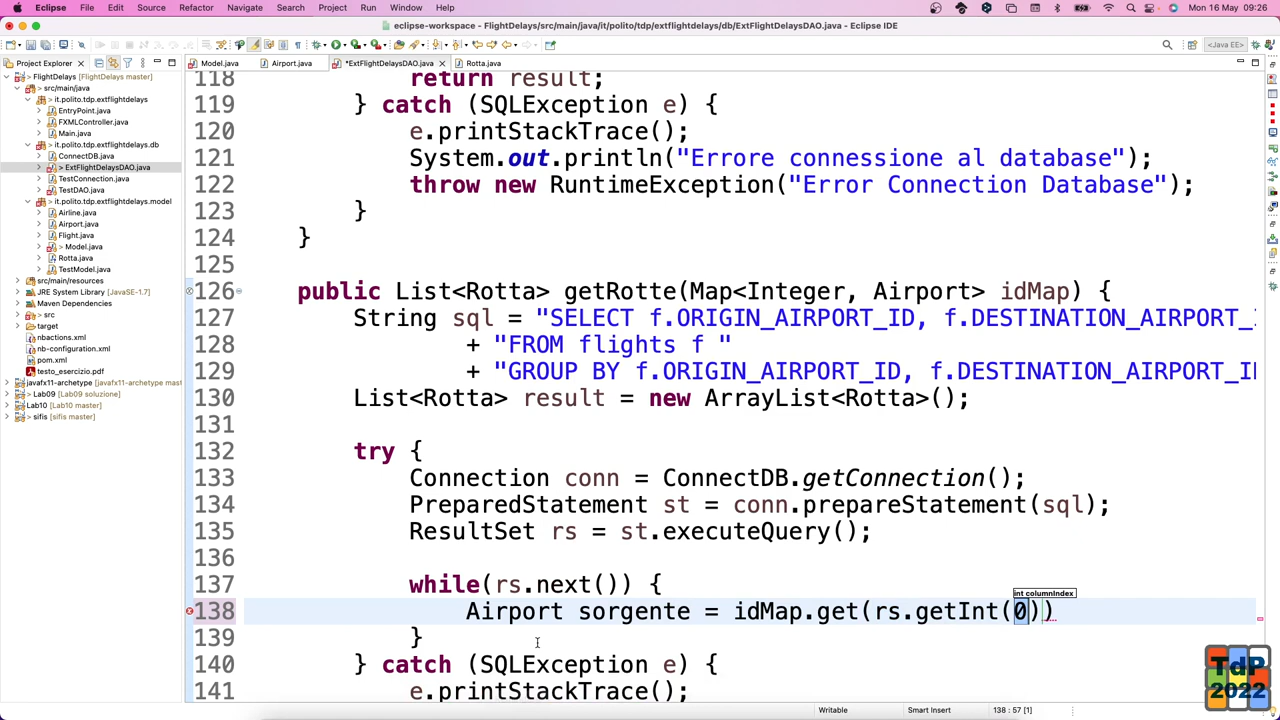 Eclipse File Edit Source Refactor Navigate Search Project Run Window Help Mon 16 May 09:26
eclipse-workspace - FlightDelays/src/main/java/it/polito/tdp/extflightdelays/db/ExtFlightDelaysDAO.java - Eclipse IDE
<Java EE>
Project Explorer Model.java Airport.java *ExtFlightDelaysDAO.java Rotta.java
FlightDelays [FlightDelays master]
src/main/java
it.polito.tdp.extflightdelays
EntryPoint.java
FXMLController.java
Main.java
it.polito.tdp.extflightdelays.db
ConnectDB.java
> ExtFlightDelaysDAO.java
TestConnection.java
TestDAO.java
it.polito.tdp.extflightdelays.model
Airline.java
Airport.java
Flight.java
> Model.java
Rotta.java
TestModel.java
src/main/resources
JRE System Library [JavaSE-1.7]
Maven Dependencies
> src
target
nbactions.xml
nb-configuration.xml
pom.xml
testo_esercizio.pdf
javafx11-archetype [javafx11-archetype mast
> Lab09 [Lab09 soluzione]
Lab10 [Lab10 master]
> sifis [sifis master]
118 return result;
119 } catch (SQLException e) {
120 e.printStackTrace();
121 System.out.println("Errore connessione al database");
122 throw new RuntimeException("Error Connection Database");
123 }
124 }
125
126 public List<Rotta> getRotte(Map<Integer, Airport> idMap) {
127 String sql = "SELECT f.ORIGIN_AIRPORT_ID, f.DESTINATION_AIRPORT_
128 + "FROM flights f "
129 + "GROUP BY f.ORIGIN_AIRPORT_ID, f.DESTINATION_AIRPORT_I
130 List<Rotta> result = new ArrayList<Rotta>();
131
132 try {
133 Connection conn = ConnectDB.getConnection();
134 PreparedStatement st = conn.prepareStatement(sql);
135 ResultSet rs = st.executeQuery();
136
137 while(rs.next()) {
int columnIndex
138 Airport sorgente = idMap.get(rs.getInt(0))
139 }
140 } catch (SQLException e) {
141 e.printStackTrace();
TdP
2022
Writable Smart Insert 138 : 57 [1]